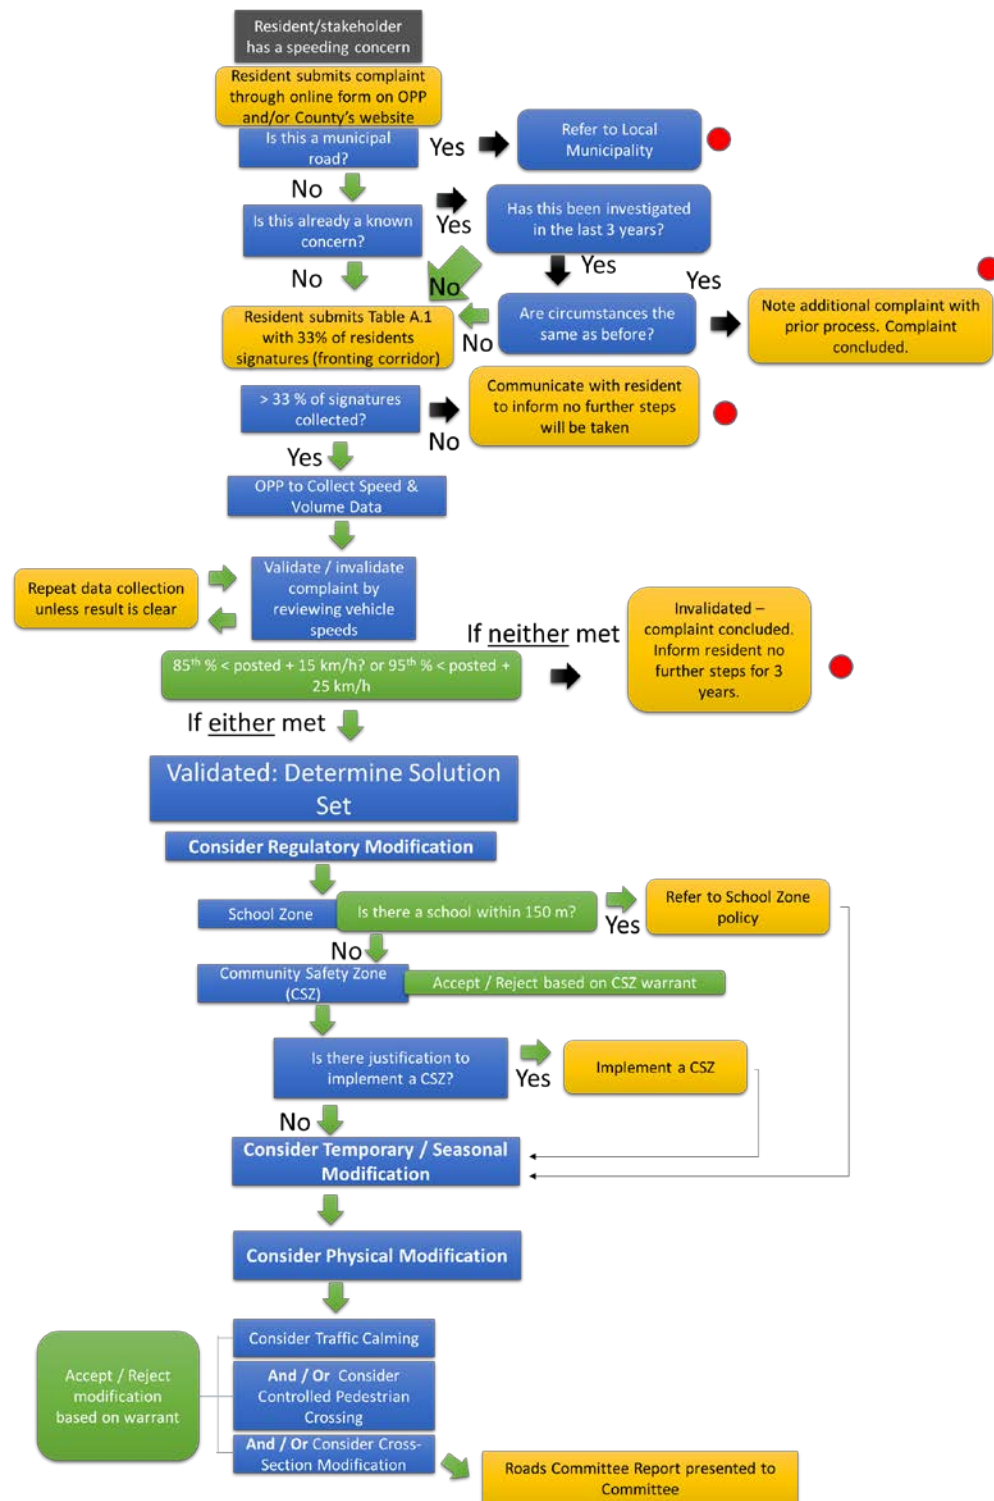 Resident/stakeholder
has a speeding concern
Resident submits complaint
through online form on OPP
and/or County's website
Is this a municipal
road?
Yes
Refer to Local
Municipality
No
Is this already a known
concern?
Yes
Has this been investigated
in the last 3 years?
No
No
Yes
Resident submits Table A.1
with 33% of residents
signatures (fronting corridor)
No
Are circumstances the
same as before?
Yes
Note additional complaint with
prior process. Complaint
concluded.
> 33 % of signatures
collected?
No
Communicate with resident
to inform no further steps
will be taken
Yes
OPP to Collect Speed &
Volume Data
Repeat data collection
unless result is clear
Validate / invalidate
complaint by
reviewing vehicle
speeds
85th % < posted + 15 km/h? or 95th % < posted +
25 km/h
If neither met
Invalidated –
complaint concluded.
Inform resident no
further steps for 3
years.
If either met
Validated: Determine Solution
Set
Consider Regulatory Modification
School Zone
Is there a school within 150 m?
Yes
Refer to School Zone
policy
No
Community Safety Zone
(CSZ)
Accept / Reject based on CSZ warrant
Is there justification to
implement a CSZ?
Yes
Implement a CSZ
No
Consider Temporary / Seasonal
Modification
Consider Physical Modification
Accept / Reject
modification
based on warrant
Consider Traffic Calming
And / Or Consider
Controlled Pedestrian
Crossing
And / Or Consider Cross-
Section Modification
Roads Committee Report presented to
Committee